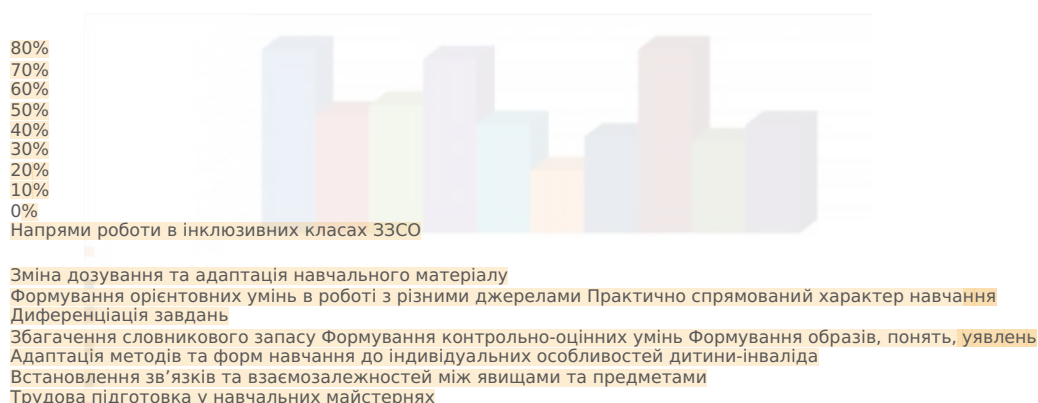 80%
70%
60%
50%
40%
30%
20%
10%
0%
Напрями роботи в інклюзивних класах ЗЗСО
Зміна дозування та адаптація навчального матеріалу
Формування орієнтовних умінь в роботі з різними джерелами Практично спрямований характер навчання
Диференціація завдань
Збагачення словникового запасу Формування контрольно-оцінних умінь Формування образів, понять, уявлень
Адаптація методів та форм навчання до індивідуальних особливостей дитини-інваліда
Встановлення зв’язків та взаємозалежностей між явищами та предметами
Трудова підготовка у навчальних майстернях